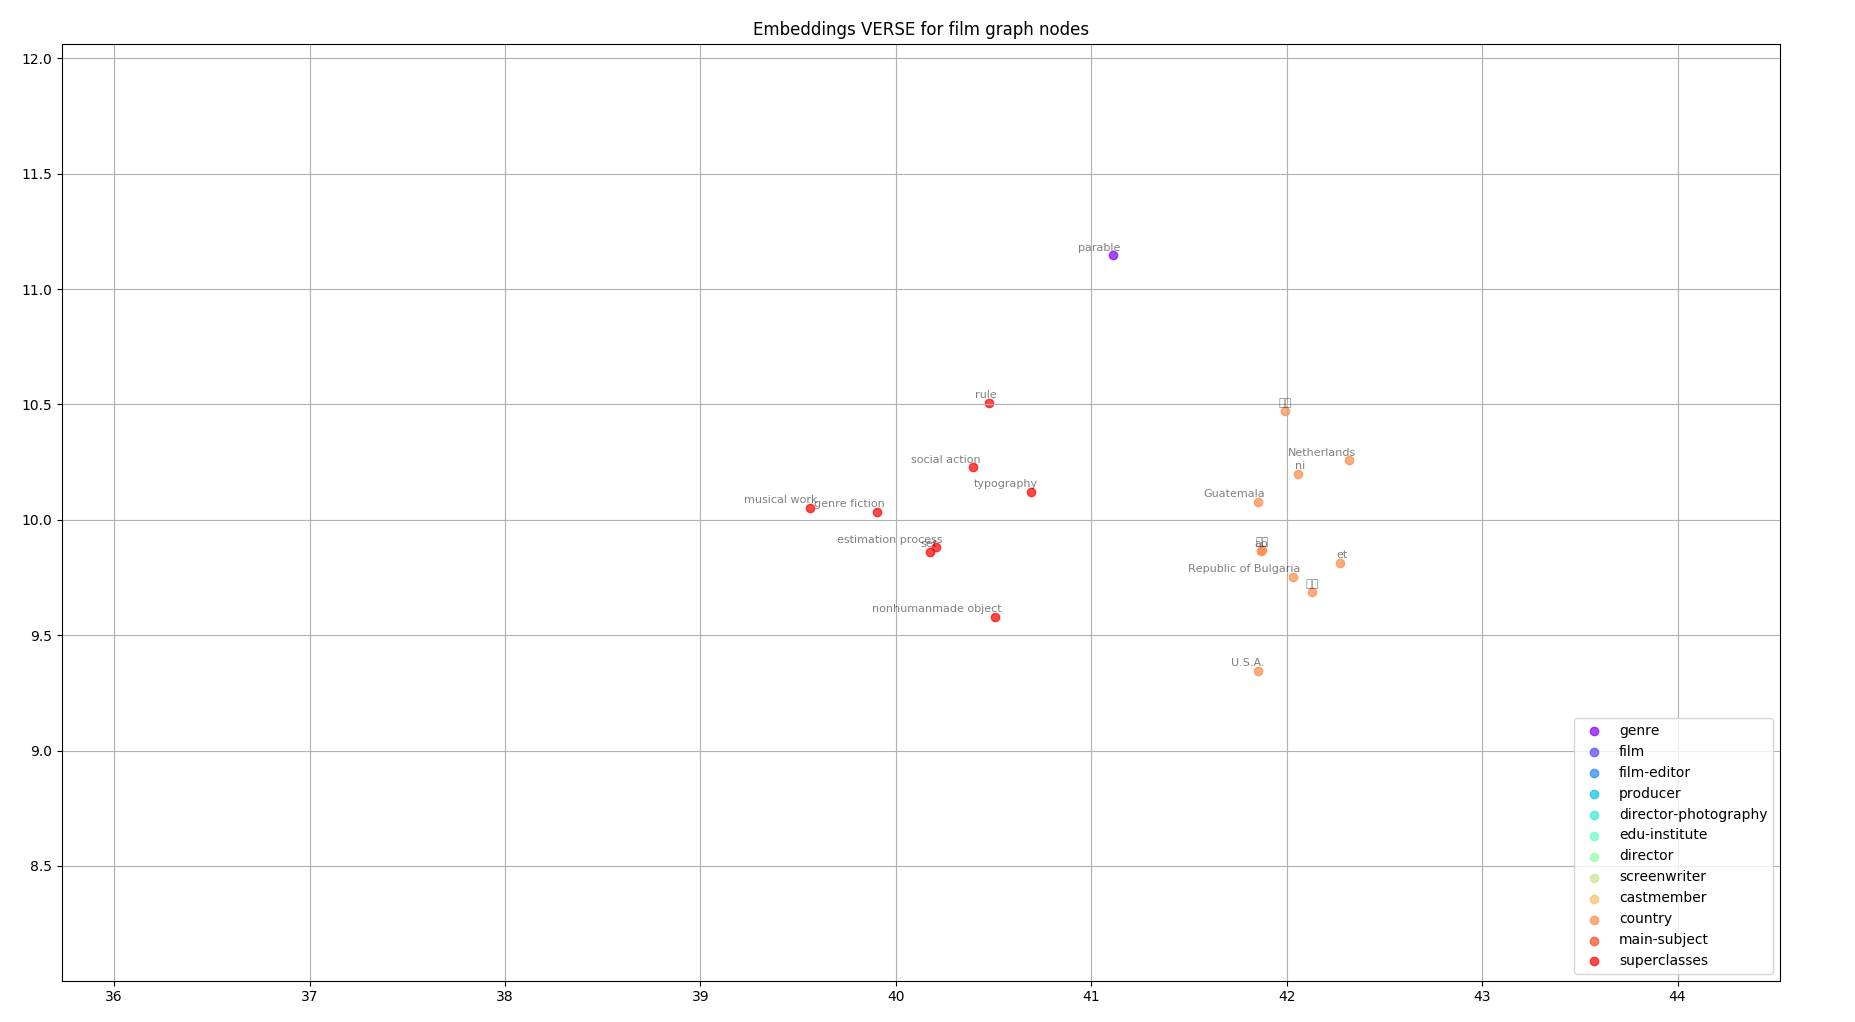 Embeddings VERSE for film graph nodes
12.0
11.5
11.0
10.5
10.0
9.5
9.0
8.5
parable
rule
social action
typography
musical work
genre fiction
estimation process
set
nonhumanmade object
Netherlands
ni
Guatemala
et
Republic of Bulgaria
U.S.A.
genre
film
film-editor
producer
director-photography
edu-institute
director
screenwriter
castmember
country
main-subject
superclasses
36
37
38
39
40
41
42
43
44